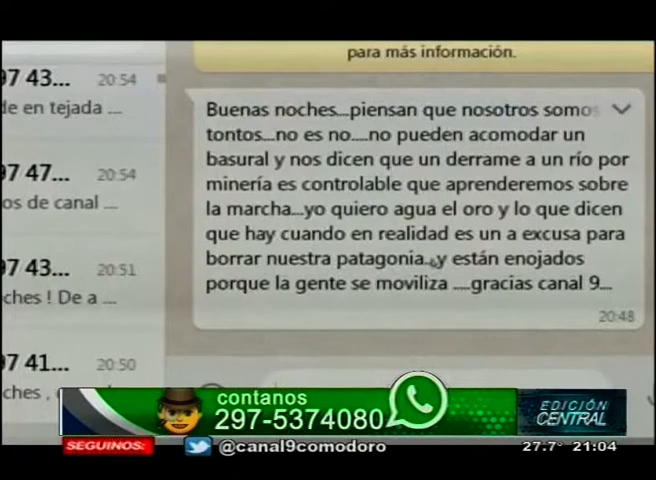 para más información.
97 43...
20:54
de en tejada ...
97 47...
20:54
os de canal ...
97 43...
20:51
ches ! De a ...
97 41...
20:50
ches ,
Buenas noches...piensan que nosotros somos
tontos...no es no....no pueden acomodar un
basural y nos dicen que un derrame a un río por
minería es controlable que aprenderemos sobre
la marcha...yo quiero agua el oro y lo que dicen
que hay cuando en realidad es un a excusa para
borrar nuestra patagonia..y están enojados
porque la gente se moviliza ....gracias canal 9...
20:48
contanos
297-5374080
EDICIÓN
CENTRAL
SEGUINOS:
@canal9comodoro
27.7° 21:04